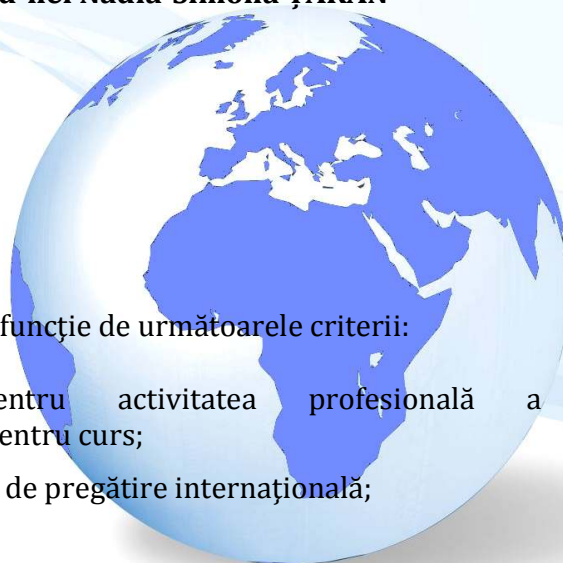 funcţie de următoarele criterii:
entru activitatea profesională a
entru curs;
de pregătire internaţională;